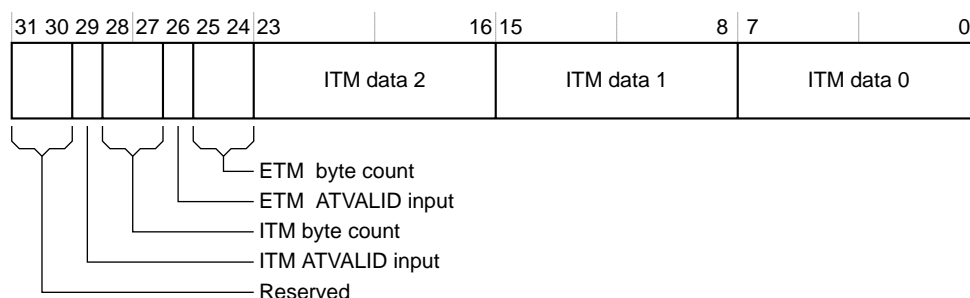 31 30 29 28 27 26 25 24 23 16 15 8 7 0
ITM data 2 ITM data 1 ITM data 0
ETM byte count
ETM ATVALID input
ITM byte count
ITM ATVALID input
Reserved